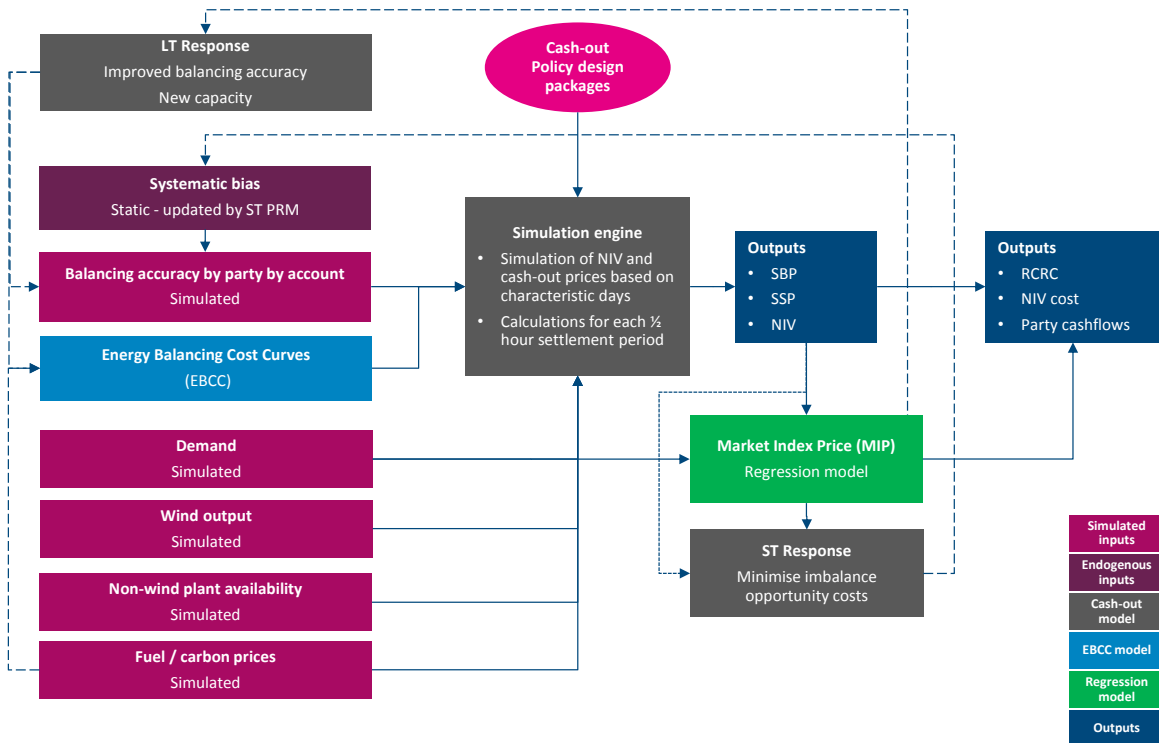 LT Response
Improved balancing accuracy
New capacity
Cash-out
Policy design
packages
Systematic bias
Static - updated by ST PRM
Balancing accuracy by party by account
Simulated
Energy Balancing Cost Curves
(EBCC)
Demand
Simulated
Wind output
Simulated
Non-wind plant availability
Simulated
Fuel / carbon prices
Simulated
Simulation engine
• Simulation of NIV and
cash-out prices based on
characteristic days
• Calculations for each ½
hour settlement period
Outputs
• SBP
• SSP
• NIV
Outputs
• RCRC
• NIV cost
• Party cashflows
Market Index Price (MIP)
Regression model
ST Response
Minimise imbalance
opportunity costs
Simulated
inputs
Endogenous
inputs
Cash-out
model
EBCC model
Regression
model
Outputs